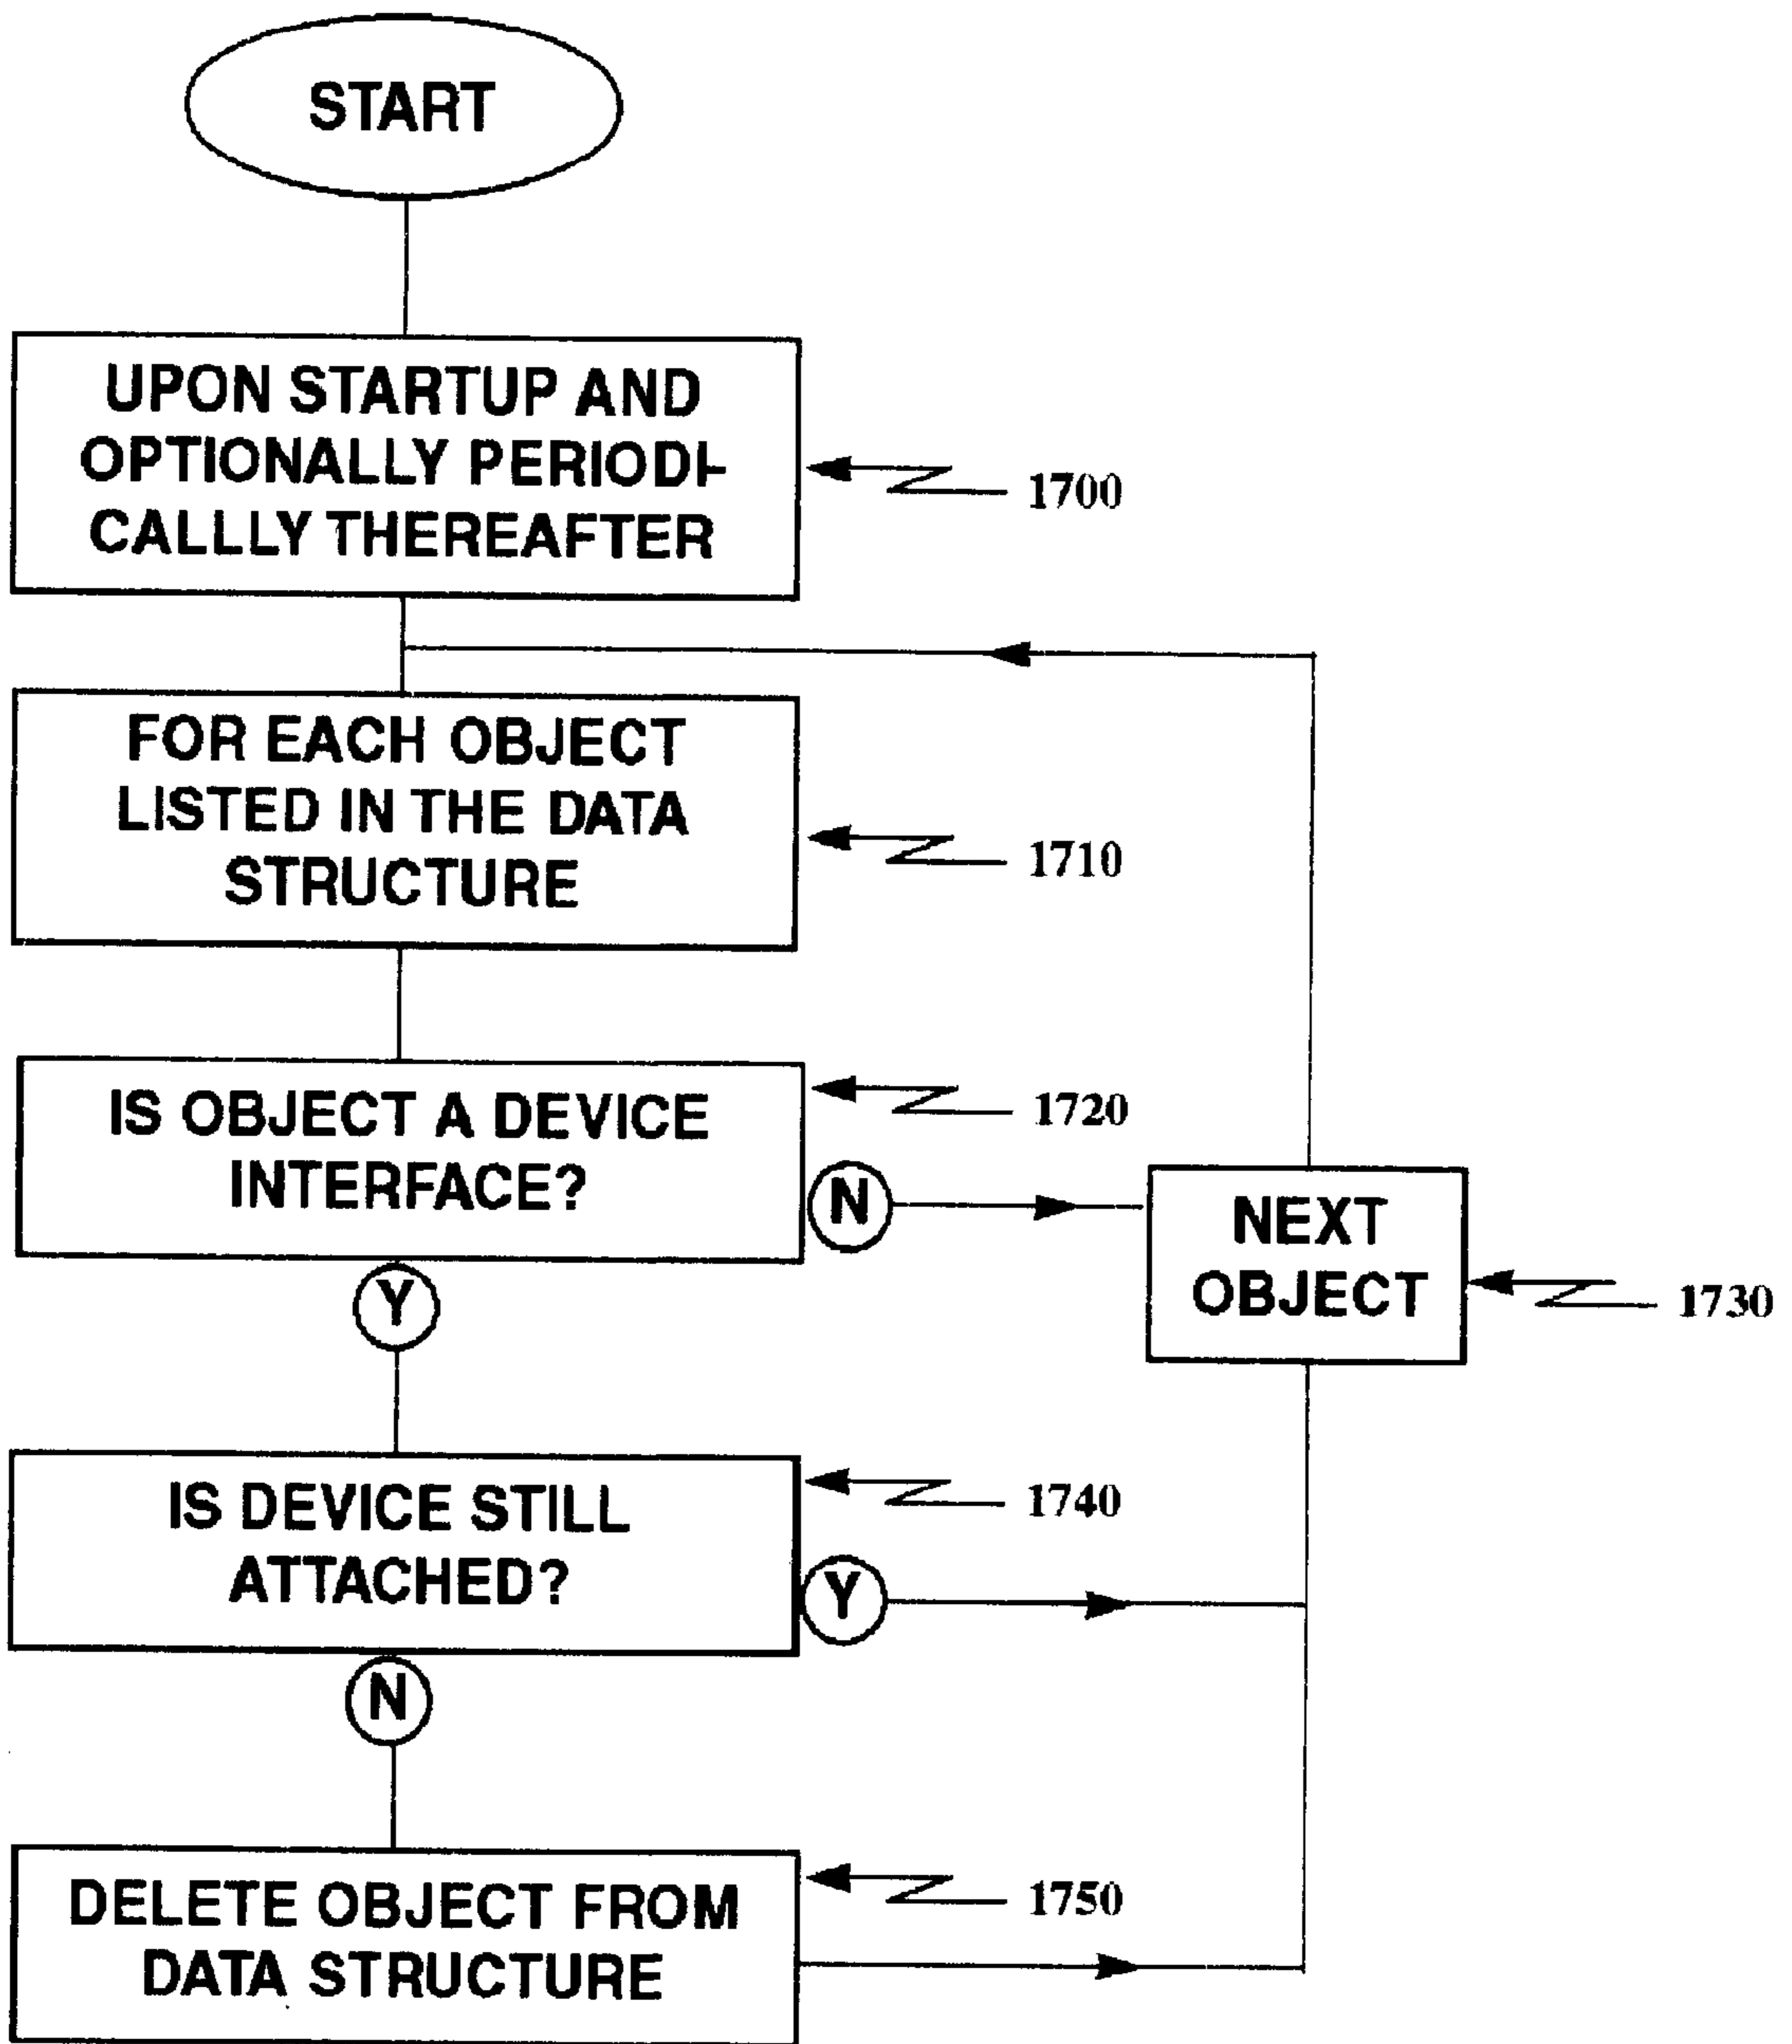 START
UPON STARTUP AND
OPTIONALLY PERIODI-
CALLLY THEREAFTER
1700
FOR EACH OBJECT
LISTED IN THE DATA
STRUCTURE
1710
IS OBJECT A DEVICE
INTERFACE?
1720
N
Y
NEXT
OBJECT
1730
IS DEVICE STILL
ATTACHED?
1740
Y
N
DELETE OBJECT FROM
DATA STRUCTURE
1750